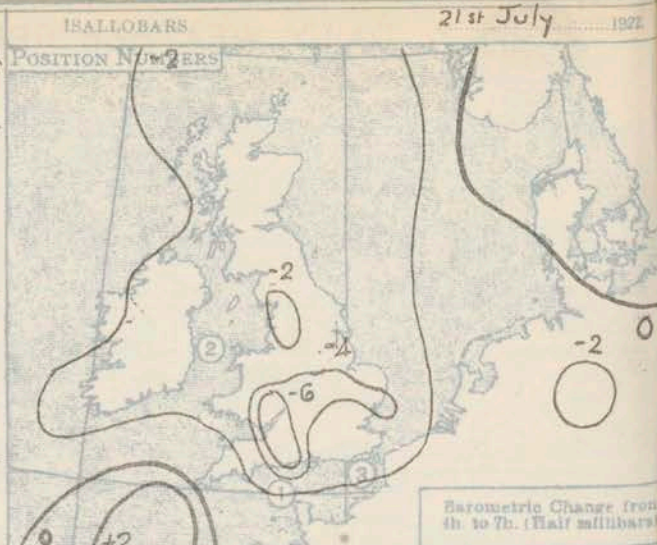 ISALLOBARS
21st July 1922
POSITION NUMBERS
-2
-2
-4
-6
-2
0
2
1
3
0
+2
Barometric Change from
4h. to 7h. (Half millibars)